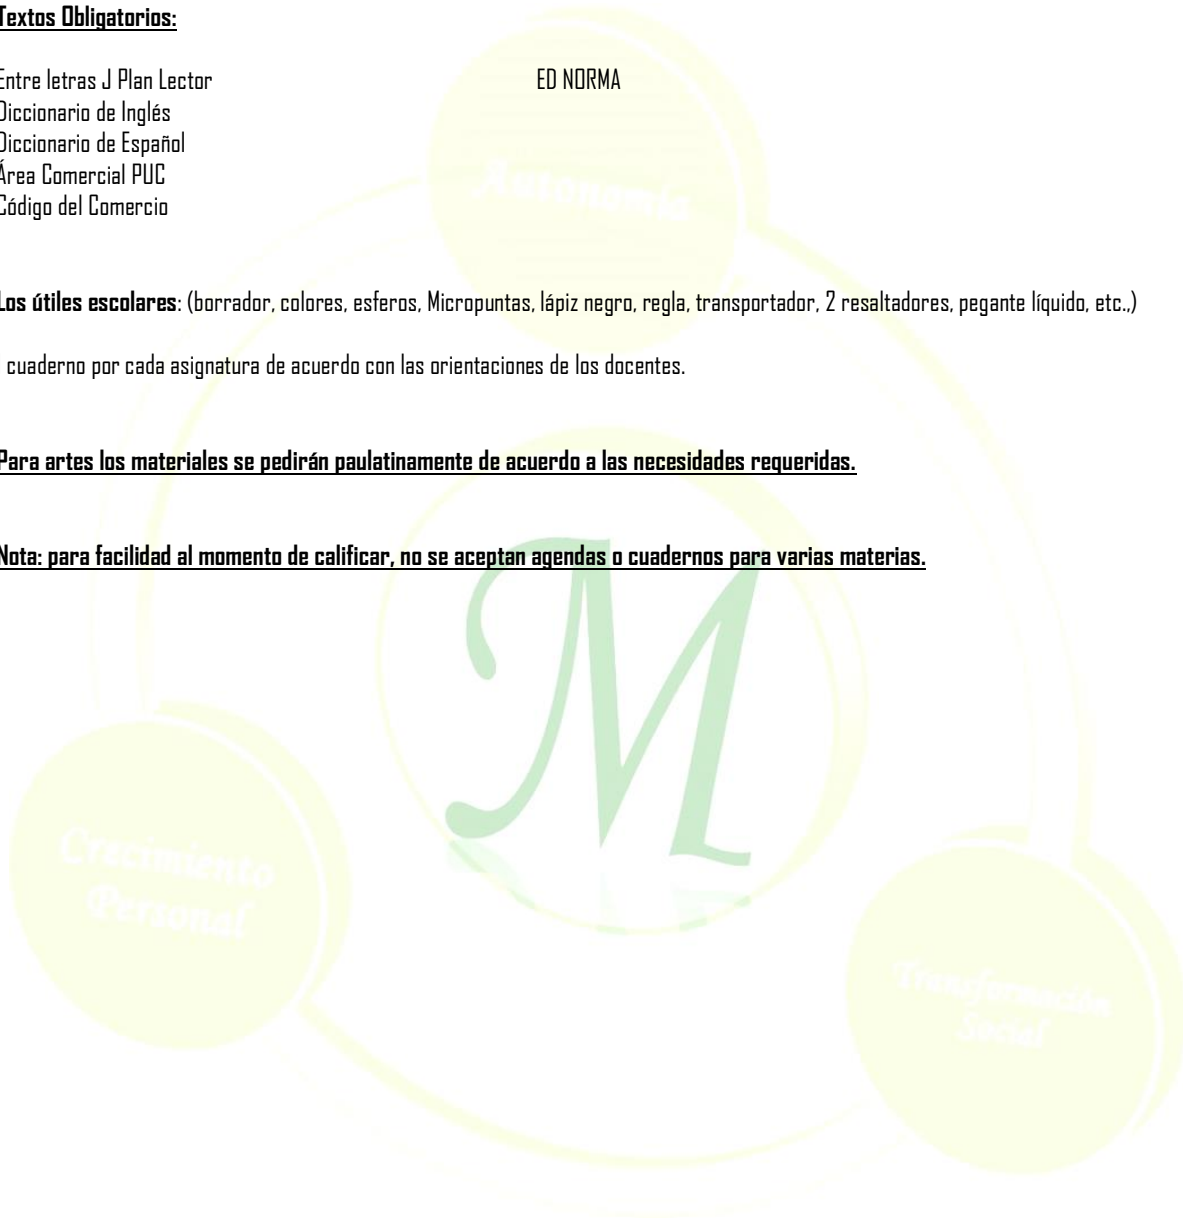 Textos Obligatorios:
Entre letras J Plan Lector ED NORMA
Diccionario de Inglés
Diccionario de Español
Área Comercial PUC
Código del Comercio
Los útiles escolares: (borrador, colores, esferos, Micropuntas, lápiz negro, regla, transportador, 2 resaltadores, pegante líquido, etc..,)
cuaderno por cada asignatura de acuerdo con las orientaciones de los docentes.
Para artes los materiales se pedirán paulatinamente de acuerdo a las necesidades requeridas.
Nota: para facilidad al momento de calificar, no se aceptan agendas o cuadernos para varias materias.
Autonomía
M
Crecimiento
Personal
Transformación
Social